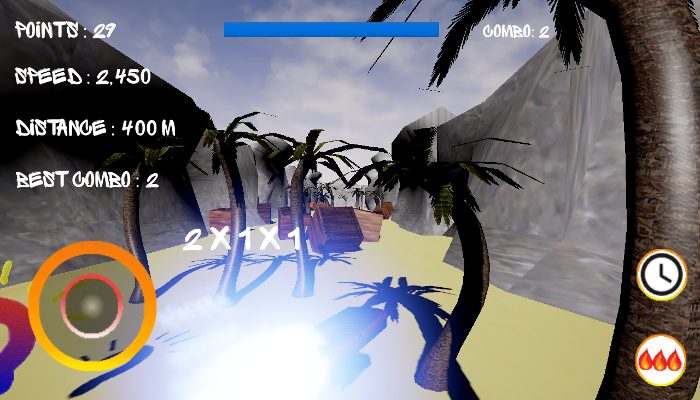 POINTS : 29
COMBO: 2
SPEED : 2,450
DISTANCE : 400 M
BEST COMBO : 2
2 X 1 X 1